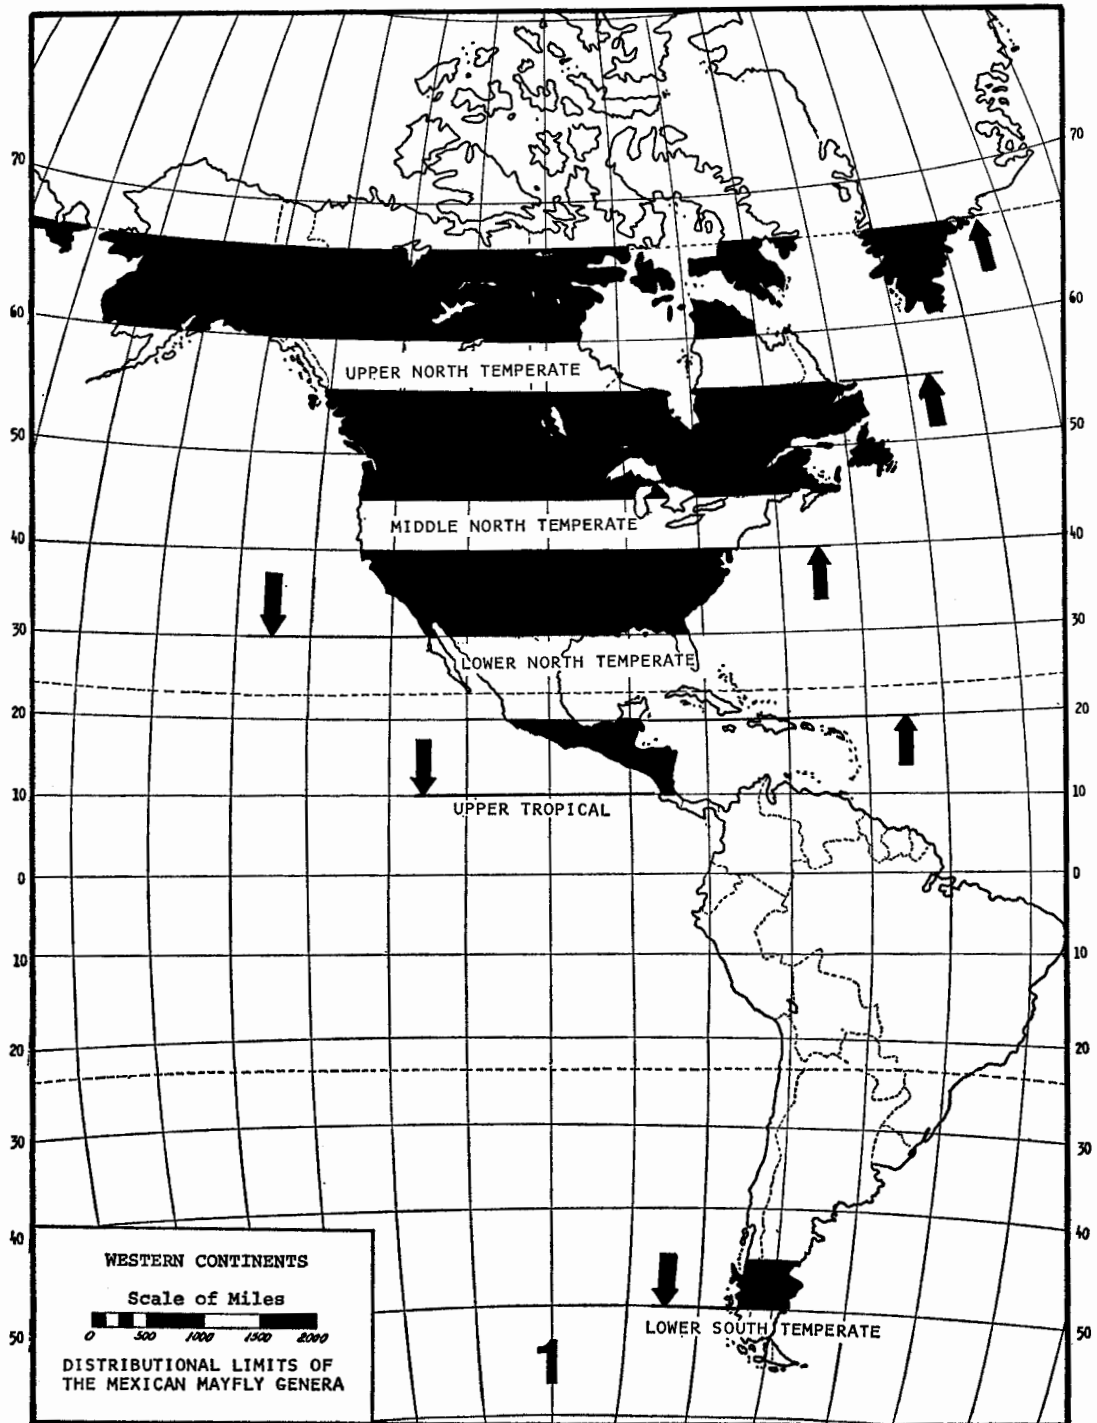 70
70
60
60
UPPER NORTH TEMPERATE
50
50
MIDDLE NORTH TEMPERATE
40
40
30
30
LOWER NORTH TEMPERATE
20
20
10
10
UPPER TROPICAL
0
0
10
10
20
20
30
30
40
40
WESTERN CONTINENTS
Scale of Miles
0 500 1000 1500 2000
50
50
LOWER SOUTH TEMPERATE
DISTRIBUTIONAL LIMITS OF
THE MEXICAN MAYFLY GENERA
1